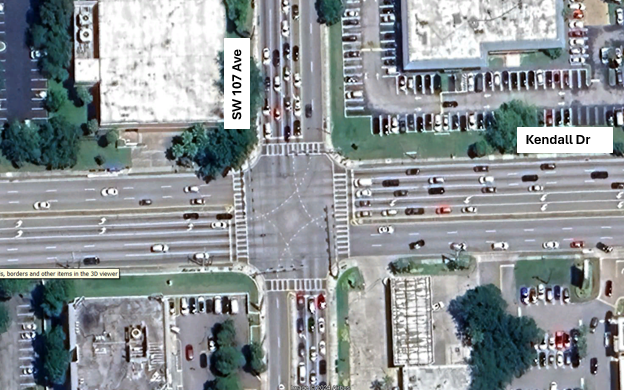 SW 107 Ave
Kendall Dr
s, borders and other items in the 3D viewer